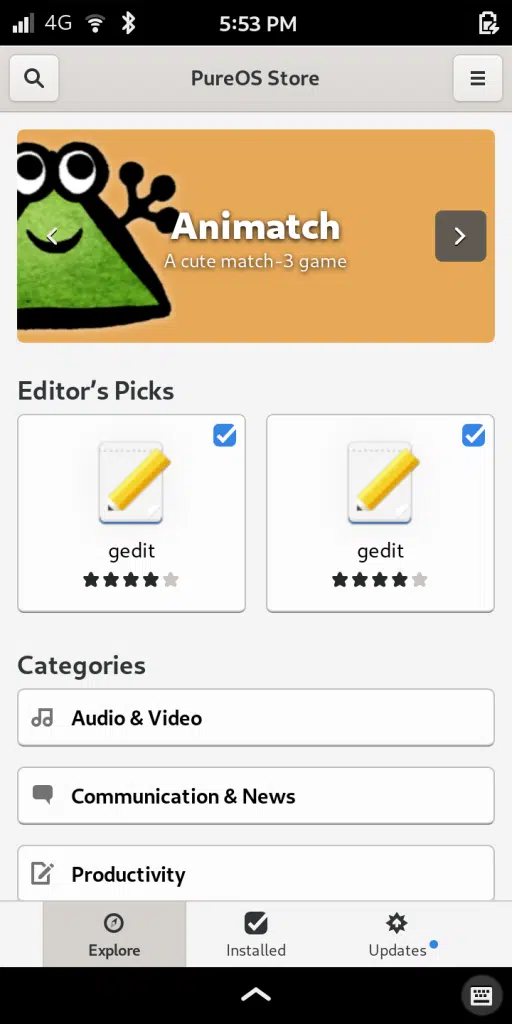 4G 5:53 PM
PureOS Store
Animatch
A cute match-3 game
Editor's Picks
gedit gedit
Categories
Audio & Video
Communication & News
Productivity
Explore Installed Updates